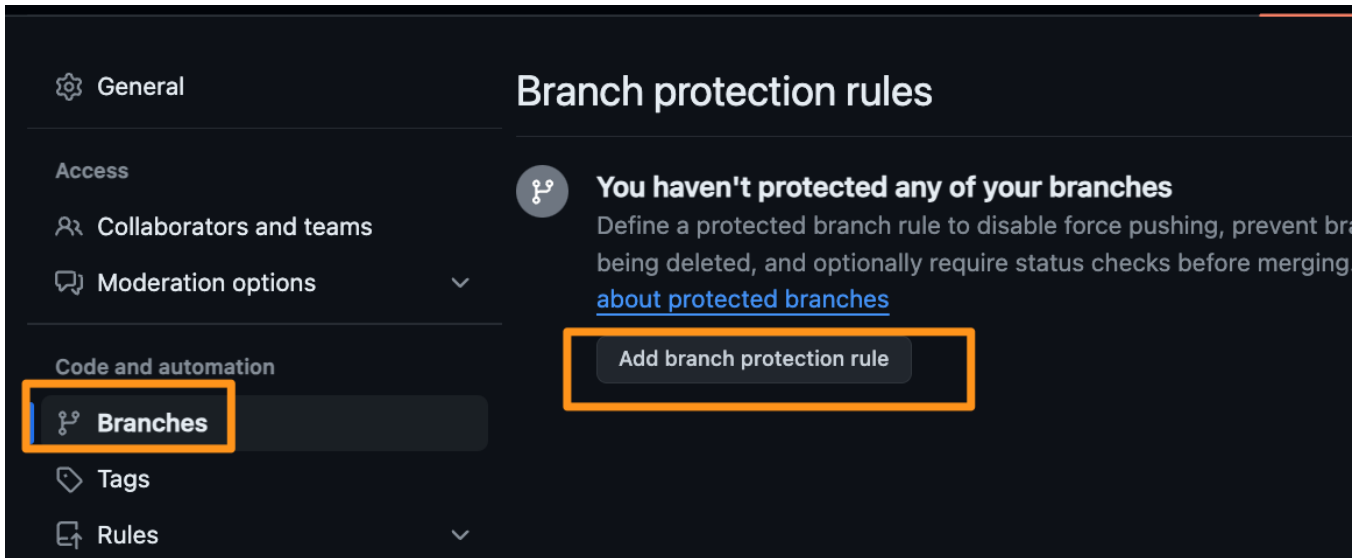 General
Access
Collaborators and teams
Moderation options
Code and automation
Branches
Tags
Rules
Branch protection rules
You haven't protected any of your branches
Define a protected branch rule to disable force pushing, prevent
being deleted, and optionally require status checks before merging.
about protected branches
Add branch protection rule